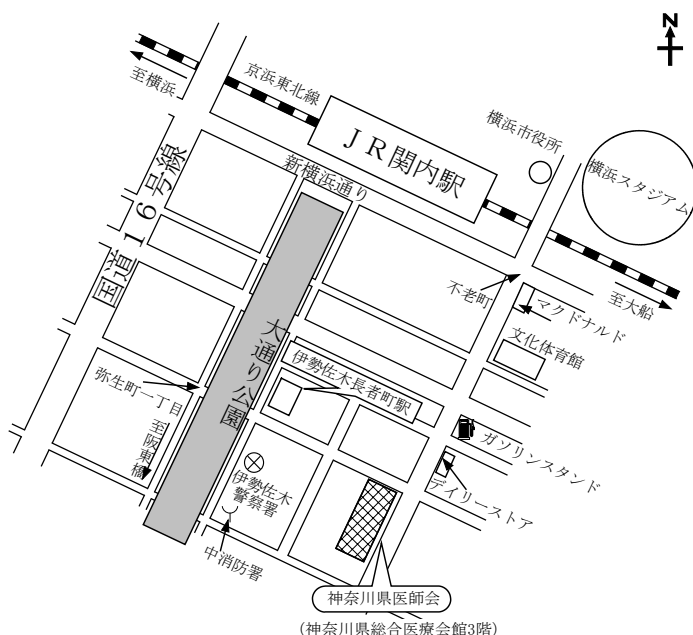 N
至横浜
京浜東北線
JR関内駅
横浜市役所
横浜スタジアム
国道16号線
新横浜通り
不老町
至大船
マクドナルド
文化体育館
大通り公園
伊勢佐木長者町駅
弥生町一丁目
至阪東橋
ガソリンスタンド
伊勢佐木
警察署
デイリーストア
中消防署
神奈川県医師会
(神奈川県総合医療会館3階)